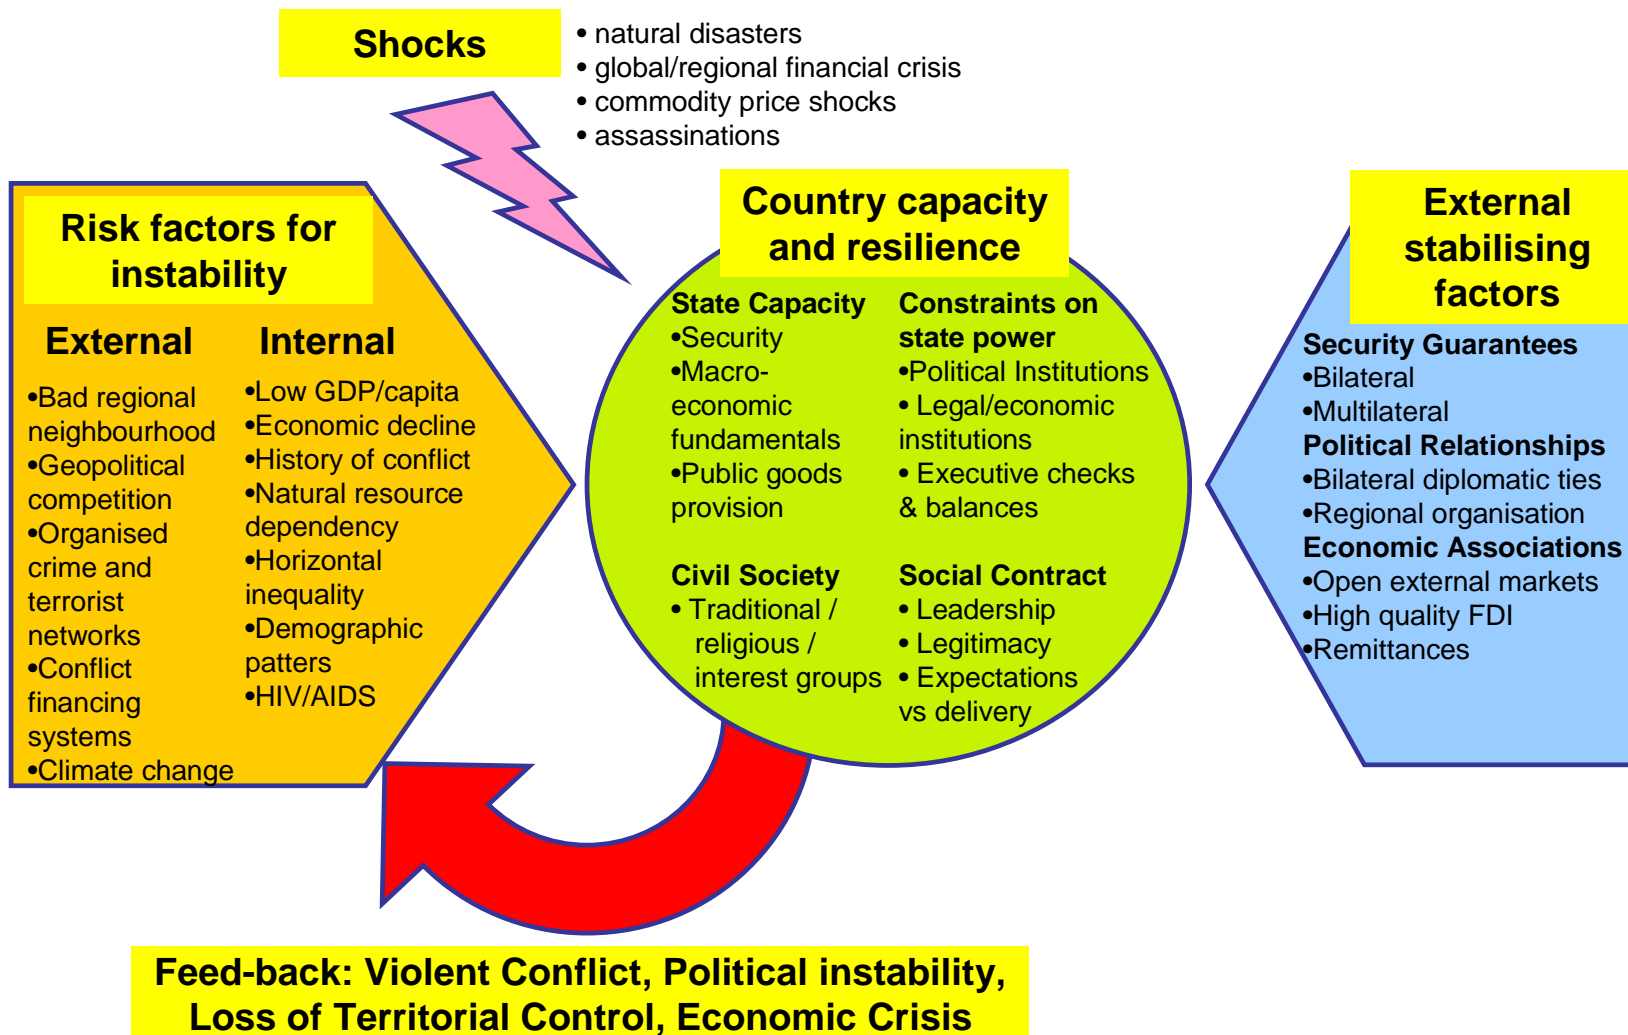 Shocks
• natural disasters
• global/regional financial crisis
• commodity price shocks
• assassinations
Risk factors for
instability
External
•Bad regional
neighbourhood
•Geopolitical
competition
•Organised
crime and
terrorist
networks
•Conflict
financing
systems
•Climate change
Internal
•Low GDP/capita
•Economic decline
•History of conflict
•Natural resource
dependency
•Horizontal
inequality
•Demographic
patters
•HIV/AIDS
Country capacity
and resilience
State Capacity
•Security
•Macro-
economic
fundamentals
•Public goods
provision
Constraints on
state power
•Political Institutions
• Legal/economic
institutions
• Executive checks
& balances
Civil Society
• Traditional /
religious /
interest groups
Social Contract
• Leadership
• Legitimacy
• Expectations
vs delivery
External
stabilising
factors
Security Guarantees
•Bilateral
•Multilateral
Political Relationships
•Bilateral diplomatic ties
•Regional organisation
Economic Associations
•Open external markets
•High quality FDI
•Remittances
Feed-back: Violent Conflict, Political instability,
Loss of Territorial Control, Economic Crisis